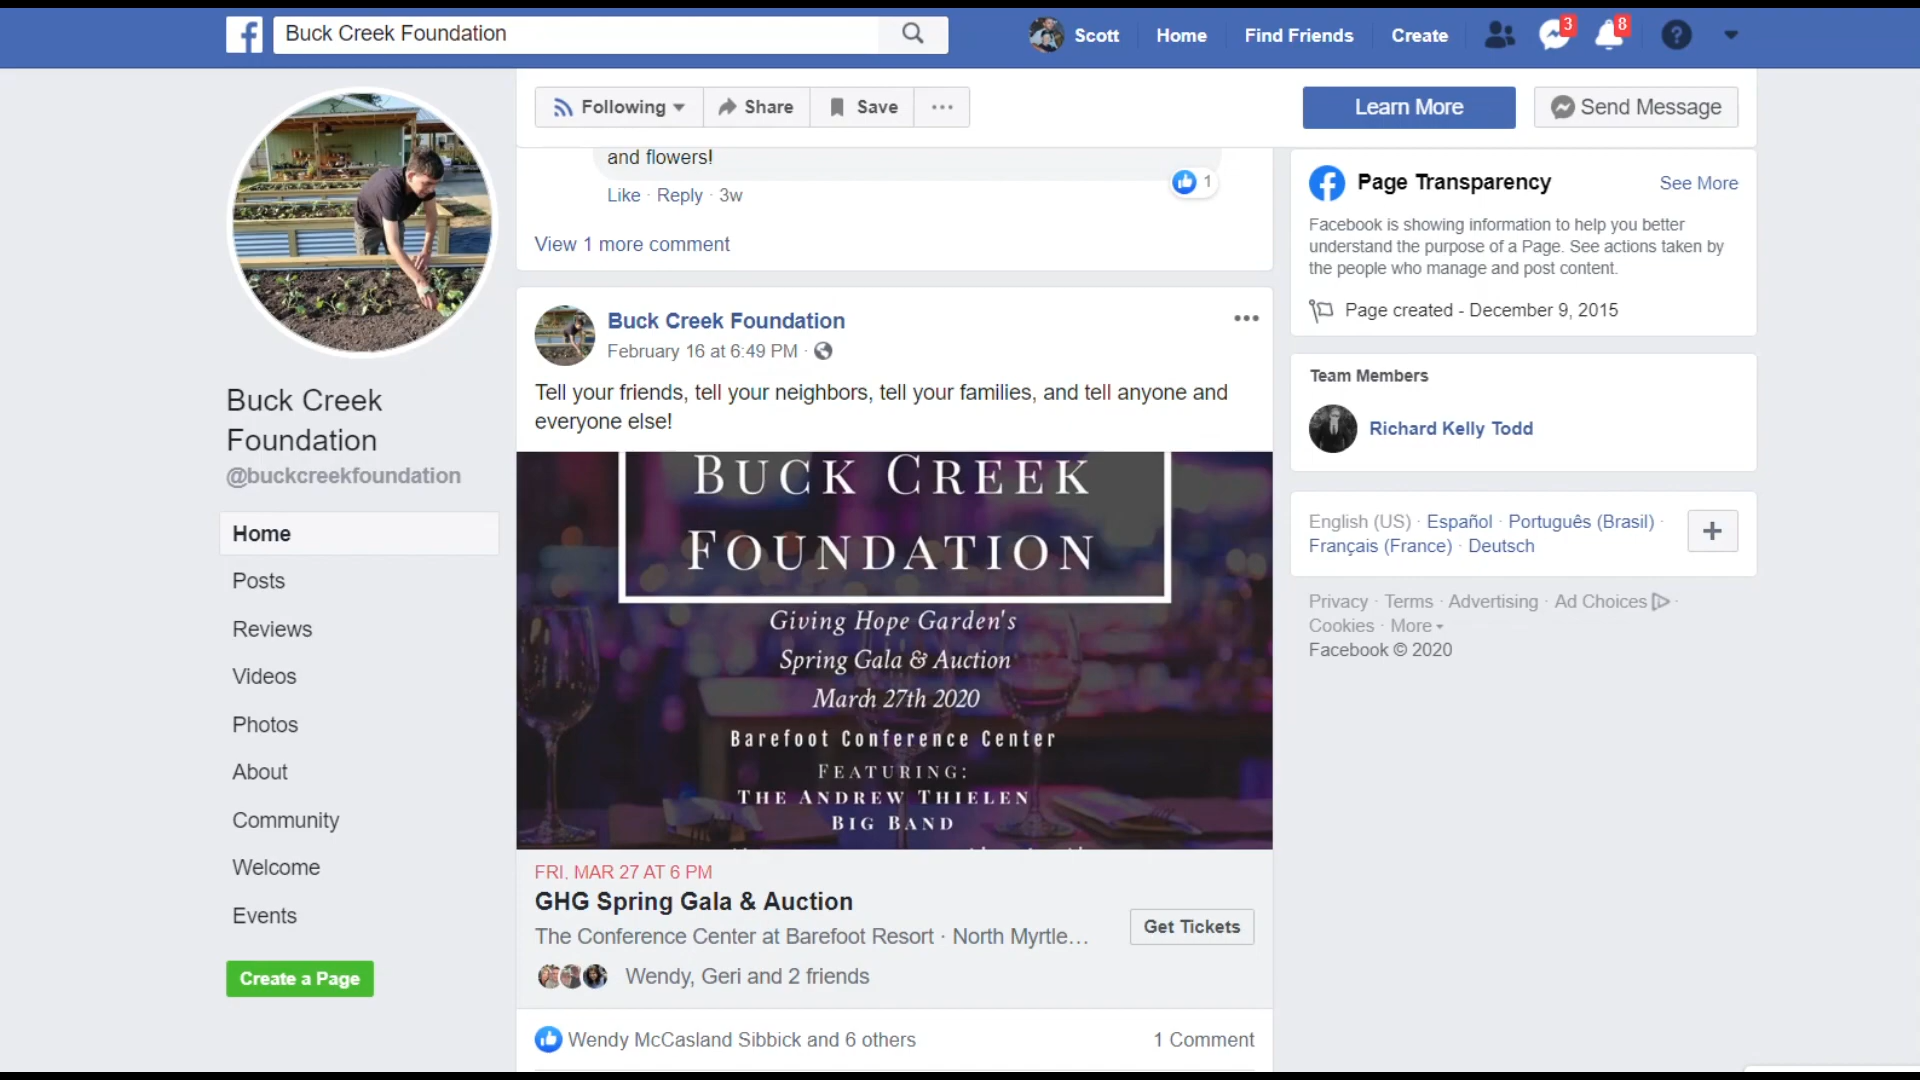 Buck Creek Foundation
Scott
Home
Find Friends
Create
3
8
?
Following
Share
Save
Learn More
Send Message
and flowers!
1
Like · Reply · 3w
View 1 more comment
Page Transparency
See More
Facebook is showing information to help you better
understand the purpose of a Page. See actions taken by
the people who manage and post content.
Page created - December 9, 2015
Team Members
Richard Kelly Todd
English (US) · Español · Português (Brasil) ·
Français (France) · Deutsch
Privacy · Terms · Advertising · Ad Choices ·
Cookies · More
Facebook © 2020
Buck Creek
Foundation
@buckcreekfoundation
Home
Posts
Reviews
Videos
Photos
About
Community
Welcome
Events
Create a Page
Buck Creek Foundation
February 16 at 6:49 PM ·
Tell your friends, tell your neighbors, tell your families, and tell anyone and
everyone else!
BUCK CREEK
FOUNDATION
Giving Hope Garden's
Spring Gala & Auction
March 27th 2020
Barefoot Conference Center
FEATURING:
THE ANDREW THIELEN
BIG BAND
FRI, MAR 27 AT 6 PM
GHG Spring Gala & Auction
The Conference Center at Barefoot Resort · North Myrtle…
Get Tickets
Wendy, Geri and 2 friends
Wendy McCasland Sibbick and 6 others
1 Comment